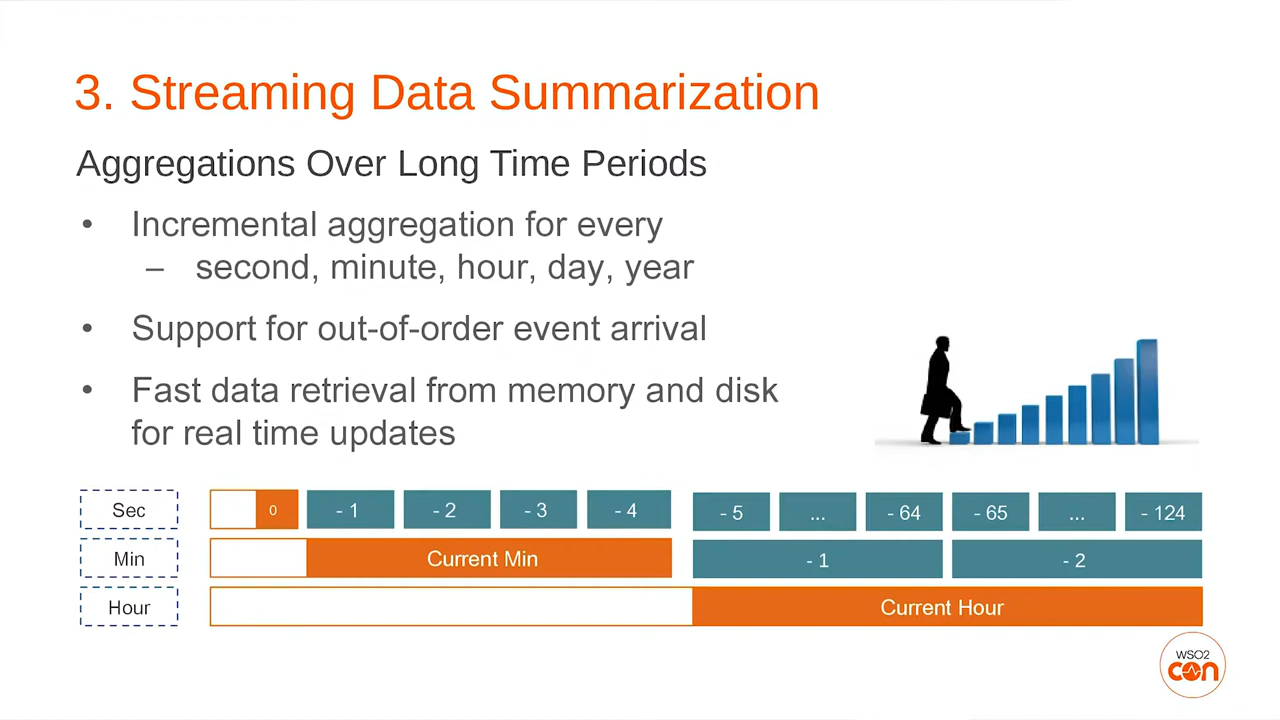 3. Streaming Data Summarization
Aggregations Over Long Time Periods
• Incremental aggregation for every
– second, minute, hour, day, year
• Support for out-of-order event arrival
• Fast data retrieval from memory and disk
for real time updates
Sec 0 - 1 - 2 - 3 - 4 - 5 ... - 64 - 65 ... - 124
Min Current Min - 1 - 2
Hour Current Hour
WSO2
con